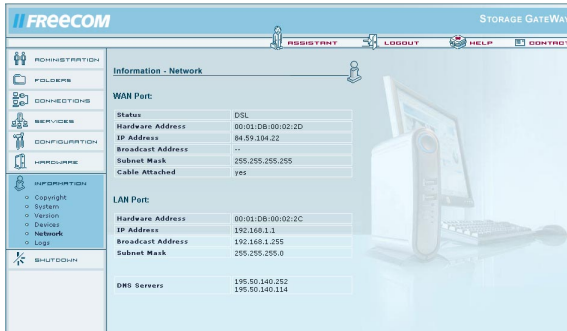 FREECOM
STORAGE GATEWAY
ASSISTANT
LOGOUT
HELP
CONTACT
ADMINISTRATION
FOLDERS
CONNECTIONS
SERVICES
CONFIGURATION
HARDWARE
INFORMATION
Copyright
System
Version
Devices
Network
Logs
SHUTDOWN
Information - Network
WAN Port:
Status DSL
Hardware Address 00:01:DB:00:02:2D
IP Address 84.59.104.22
Broadcast Address --
Subnet Mask 255.255.255.255
Cable Attached yes
LAN Port:
Hardware Address 00:01:DB:00:02:2C
IP Address 192.168.1.1
Broadcast Address 192.168.1.255
Subnet Mask 255.255.255.0
DNS Servers 195.50.140.252
195.50.140.114